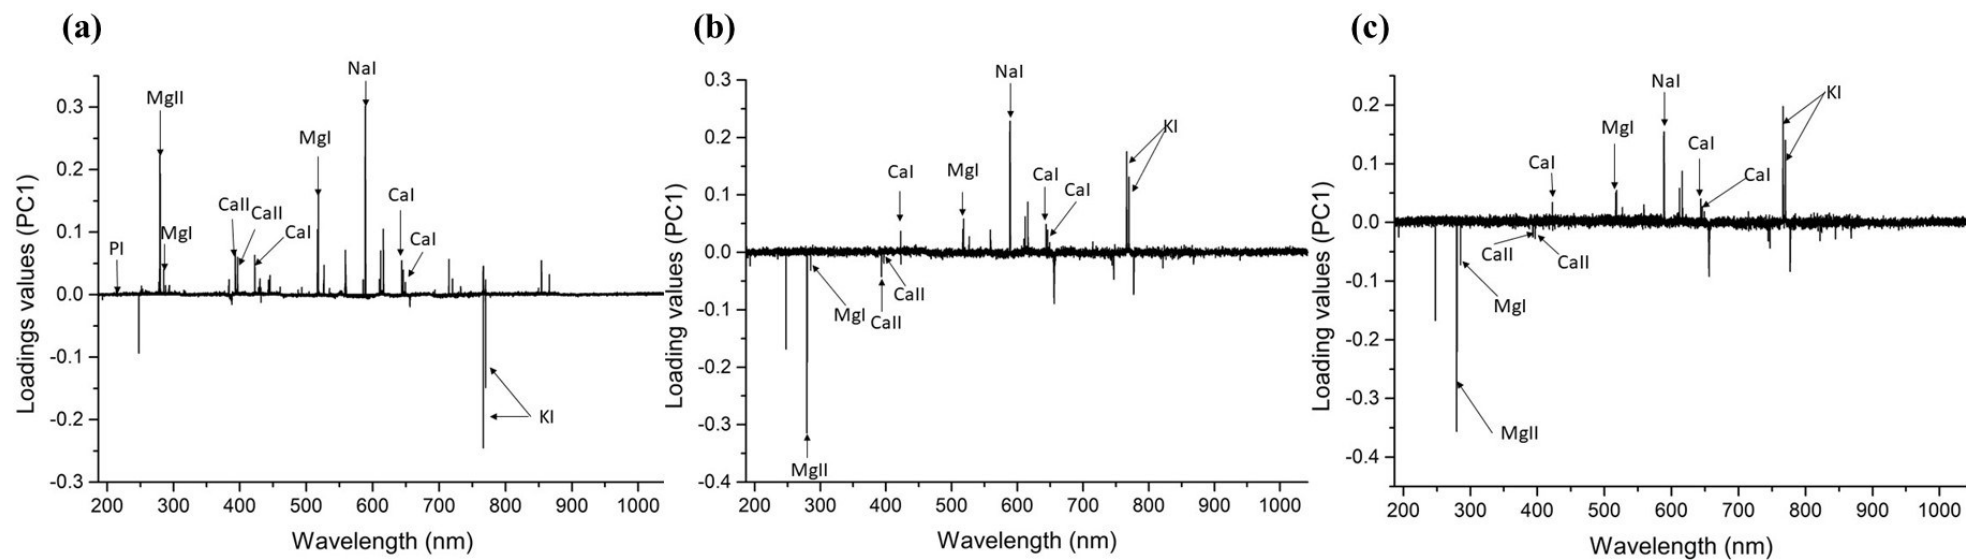 (a)
Loadings values (PC1)
0.3
0.2
0.1
0.0
-0.1
-0.2
-0.3
PI
MgII
MgI
CaII
CaII
CaI
MgI
NaI
CaI
CaI
KI
200 300 400 500 600 700 800 900 1000
Wavelength (nm)
(b)
Loading values (PC1)
0.3
0.2
0.1
0.0
-0.1
-0.2
-0.3
-0.4
NaI
KI
CaI
MgI
CaI
CaI
MgI
CaII
CaII
MgII
200 300 400 500 600 700 800 900 1000
Wavelength (nm)
(c)
Loading values (PC1)
0.2
0.1
0.0
-0.1
-0.2
-0.3
-0.4
NaI
KI
MgI
CaI
CaI
CaI
CaII
CaII
MgI
MgII
200 300 400 500 600 700 800 900 1000
Wavelength (nm)